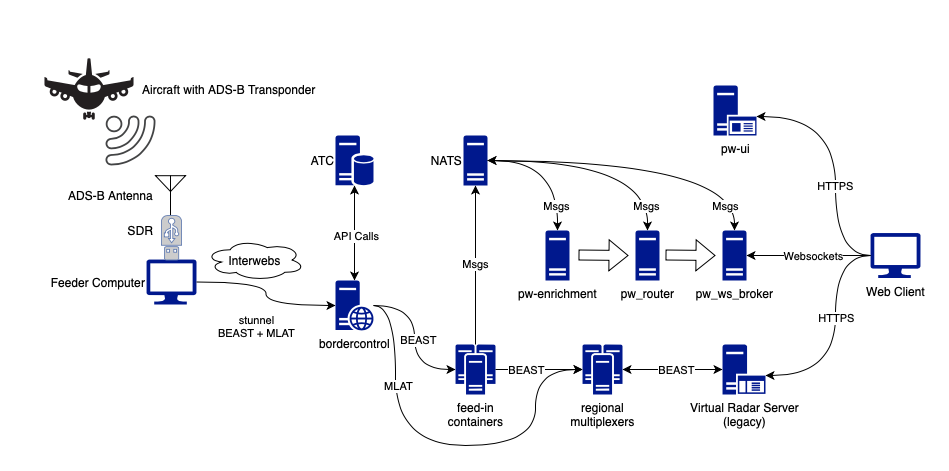 Aircraft with ADS-B Transponder
ATC
NATS
pw-ui
ADS-B Antenna
HTTPS
Msgs
Msgs
Msgs
SDR
API Calls
Interwebs
Msgs
Websockets
Feeder Computer
Web Client
pw-enrichment
pw_router
pw_ws_broker
stunnel
BEAST + MLAT
HTTPS
bordercontrol
BEAST
BEAST
BEAST
MLAT
feed-in
containers
regional
multiplexers
Virtual Radar Server
(legacy)